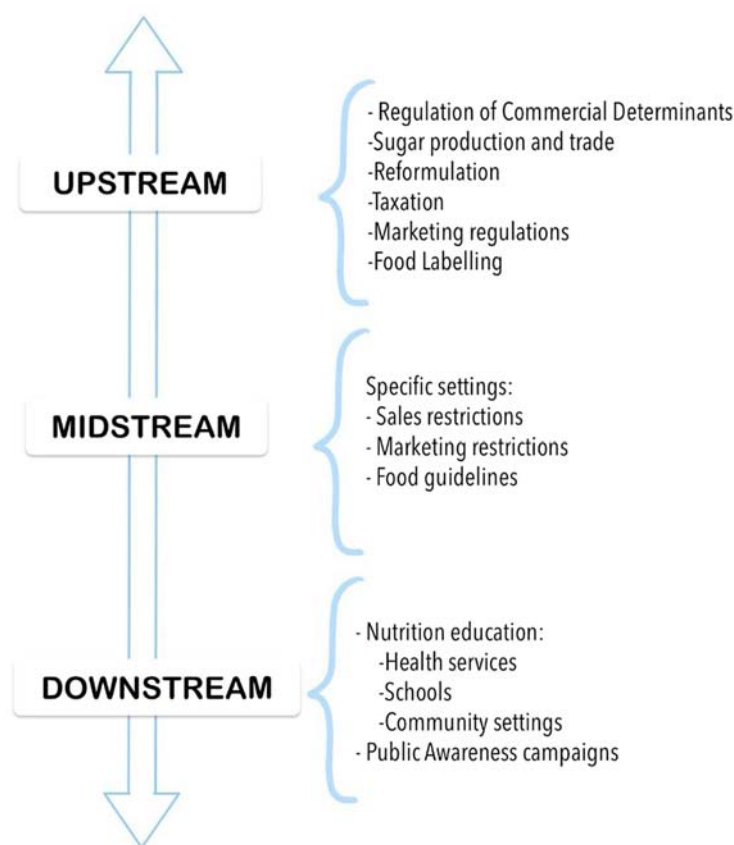 UPSTREAM
- Regulation of Commercial Determinants
-Sugar production and trade
-Reformulation
-Taxation
-Marketing regulations
-Food Labelling
MIDSTREAM
Specific settings:
- Sales restrictions
- Marketing restrictions
- Food guidelines
DOWNSTREAM
- Nutrition education:
-Health services
-Schools
-Community settings
- Public Awareness campaigns